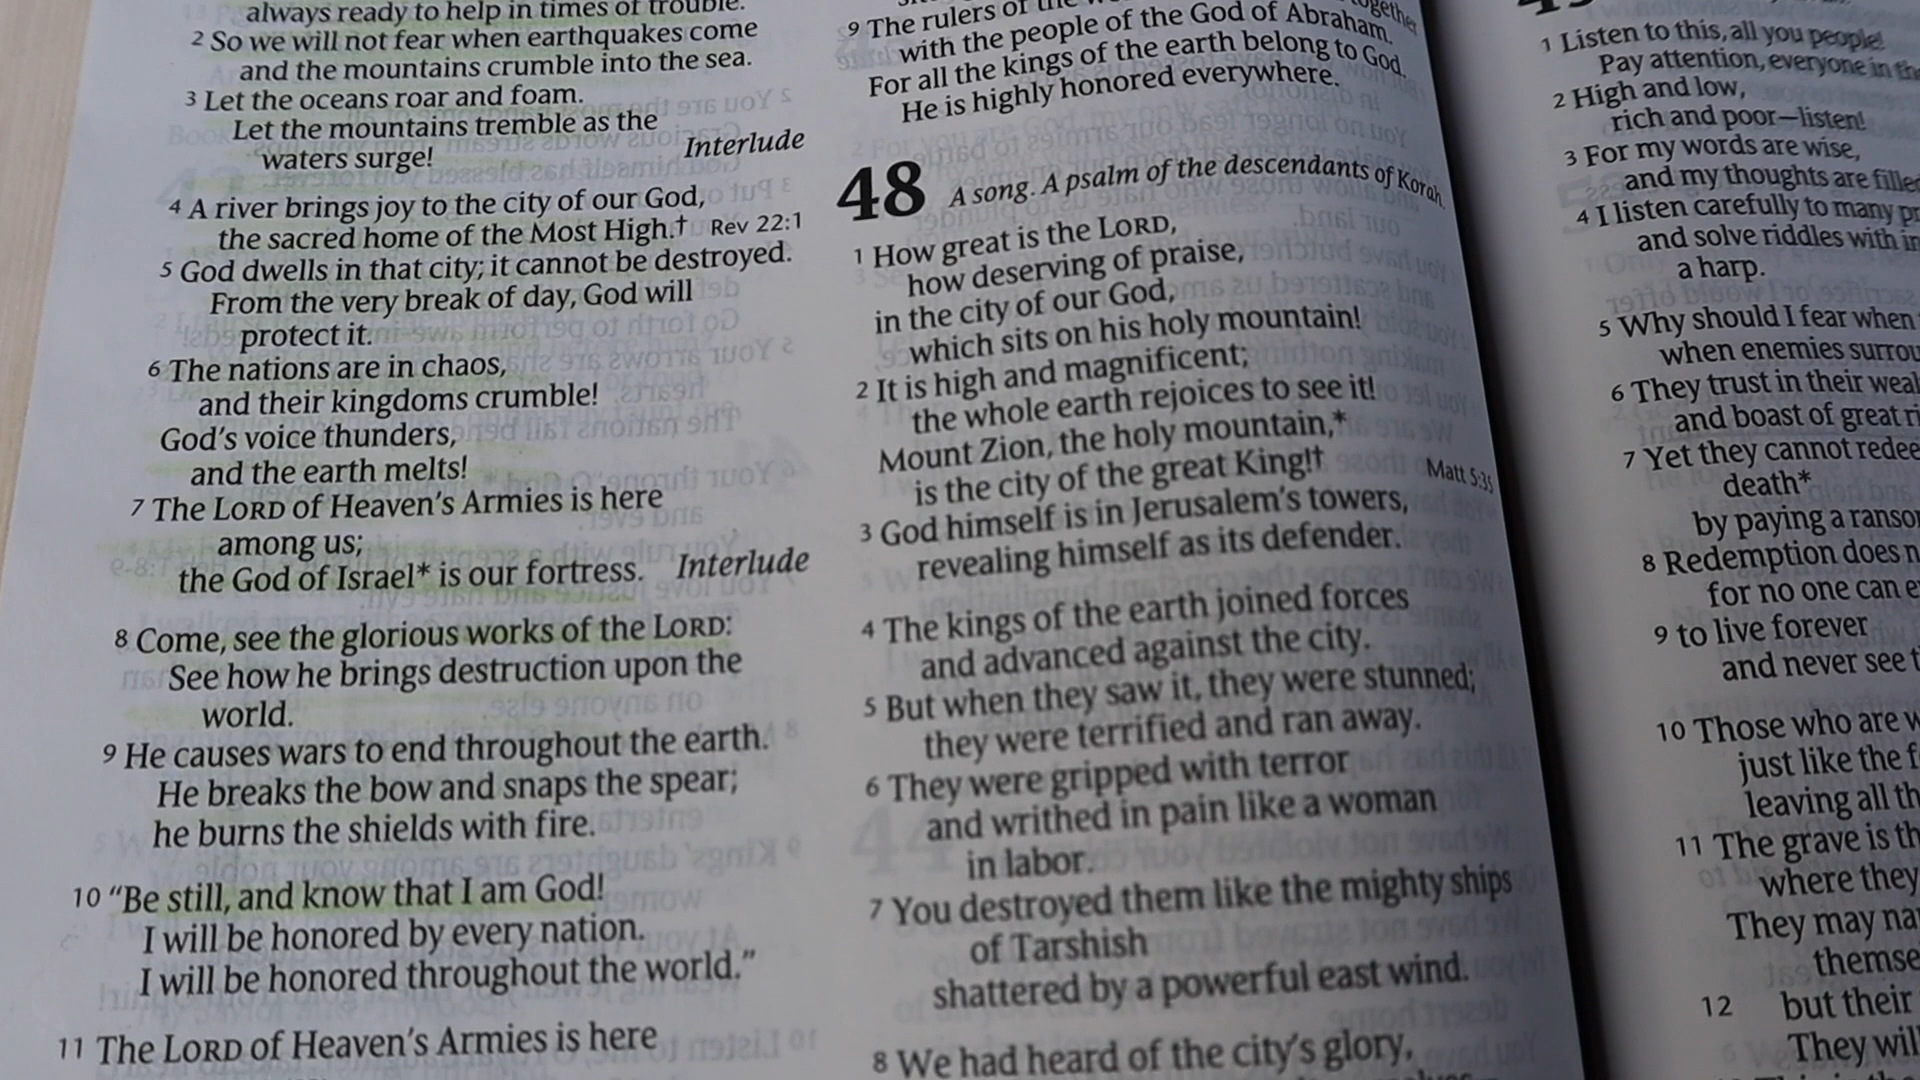 always ready to help in times of trouble.
2 So we will not fear when earthquakes come
and the mountains crumble into the sea.
3 Let the oceans roar and foam.
Let the mountains tremble as the
waters surge! Interlude
4 A river brings joy to the city of our God,
the sacred home of the Most High.† Rev 22:1
5 God dwells in that city; it cannot be destroyed.
From the very break of day, God will
protect it.
6 The nations are in chaos,
and their kingdoms crumble!
God's voice thunders,
and the earth melts!
7 The LORD of Heaven's Armies is here
among us;
the God of Israel* is our fortress. Interlude
8 Come, see the glorious works of the LORD:
See how he brings destruction upon the
world.
9 He causes wars to end throughout the earth.
He breaks the bow and snaps the spear;
he burns the shields with fire.
10 “Be still, and know that I am God!
I will be honored by every nation.
I will be honored throughout the world.”
11 The LORD of Heaven's Armies is here
9 The rulers of the together
with the people of the God of Abraham.
For all the kings of the earth belong to God.
He is highly honored everywhere.
48 A song. A psalm of the descendants of Korah.
1 How great is the LORD,
how deserving of praise,
in the city of our God,
which sits on his holy mountain!
2 It is high and magnificent;
the whole earth rejoices to see it!
Mount Zion, the holy mountain,*
is the city of the great King!† Matt 5:35
3 God himself is in Jerusalem's towers,
revealing himself as its defender.
4 The kings of the earth joined forces
and advanced against the city.
5 But when they saw it, they were stunned;
they were terrified and ran away.
6 They were gripped with terror
and writhed in pain like a woman
in labor.
7 You destroyed them like the mighty ships
of Tarshish
shattered by a powerful east wind.
8 We had heard of the city's glory,
1 Listen to this, all you people!
Pay attention, everyone in the
2 High and low,
rich and poor—listen!
3 For my words are wise,
and my thoughts are filled
4 I listen carefully to many
and solve riddles with
a harp.
5 Why should I fear when
when enemies
6 They trust in their
and boast of great
7 Yet they cannot
death*
by paying a
8 Redemption does
for no one can
9 to live forever
and never see
10 Those who are
just like the
leaving all
11 The grave is
where they
They may
12 but their
They will